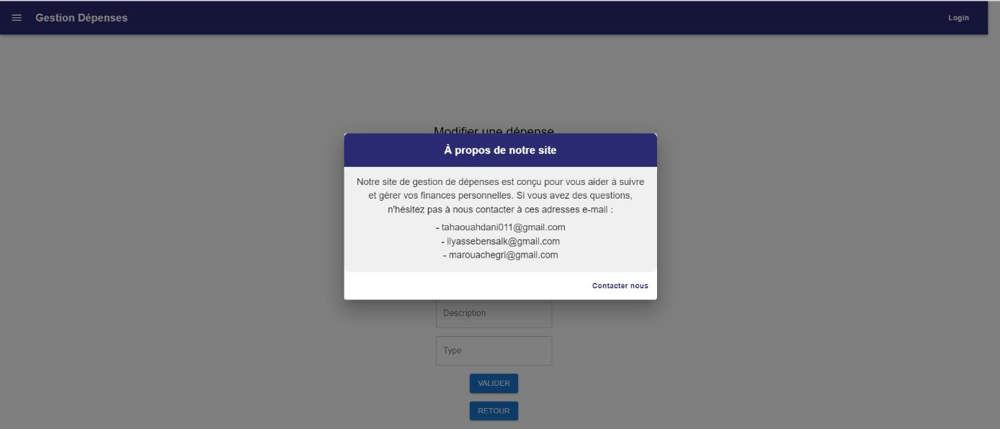 Gestion Dépenses
Login
Modifier une dépense
À propos de notre site
Notre site de gestion de dépenses est conçu pour vous aider à suivre
et gérer vos finances personnelles. Si vous avez des questions,
n'hésitez pas à nous contacter à ces adresses e-mail :
- tahaouahdani011@gmail.com
- ilyassebensalk@gmail.com
- marouachegri@gmail.com
Contacter nous
Description
Type
VALIDER
RETOUR